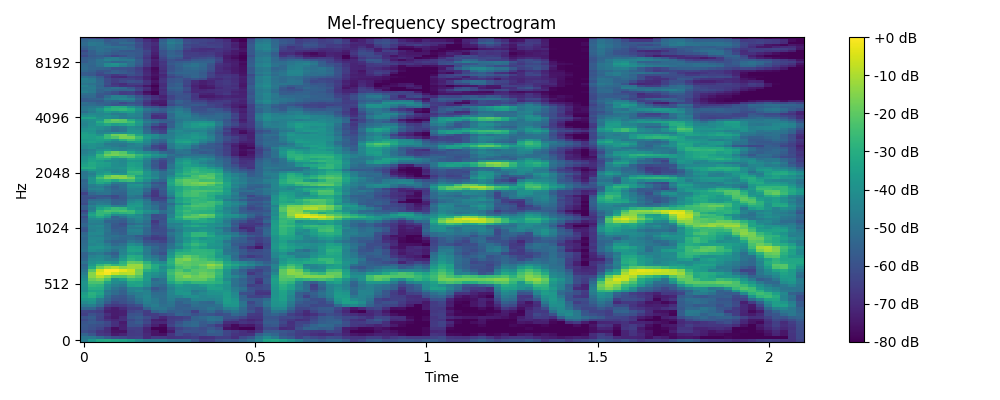 Mel-frequency spectrogram
Hz
8192
4096
2048
1024
512
0
0
0.5
1
1.5
2
Time
+0 dB
-10 dB
-20 dB
-30 dB
-40 dB
-50 dB
-60 dB
-70 dB
-80 dB